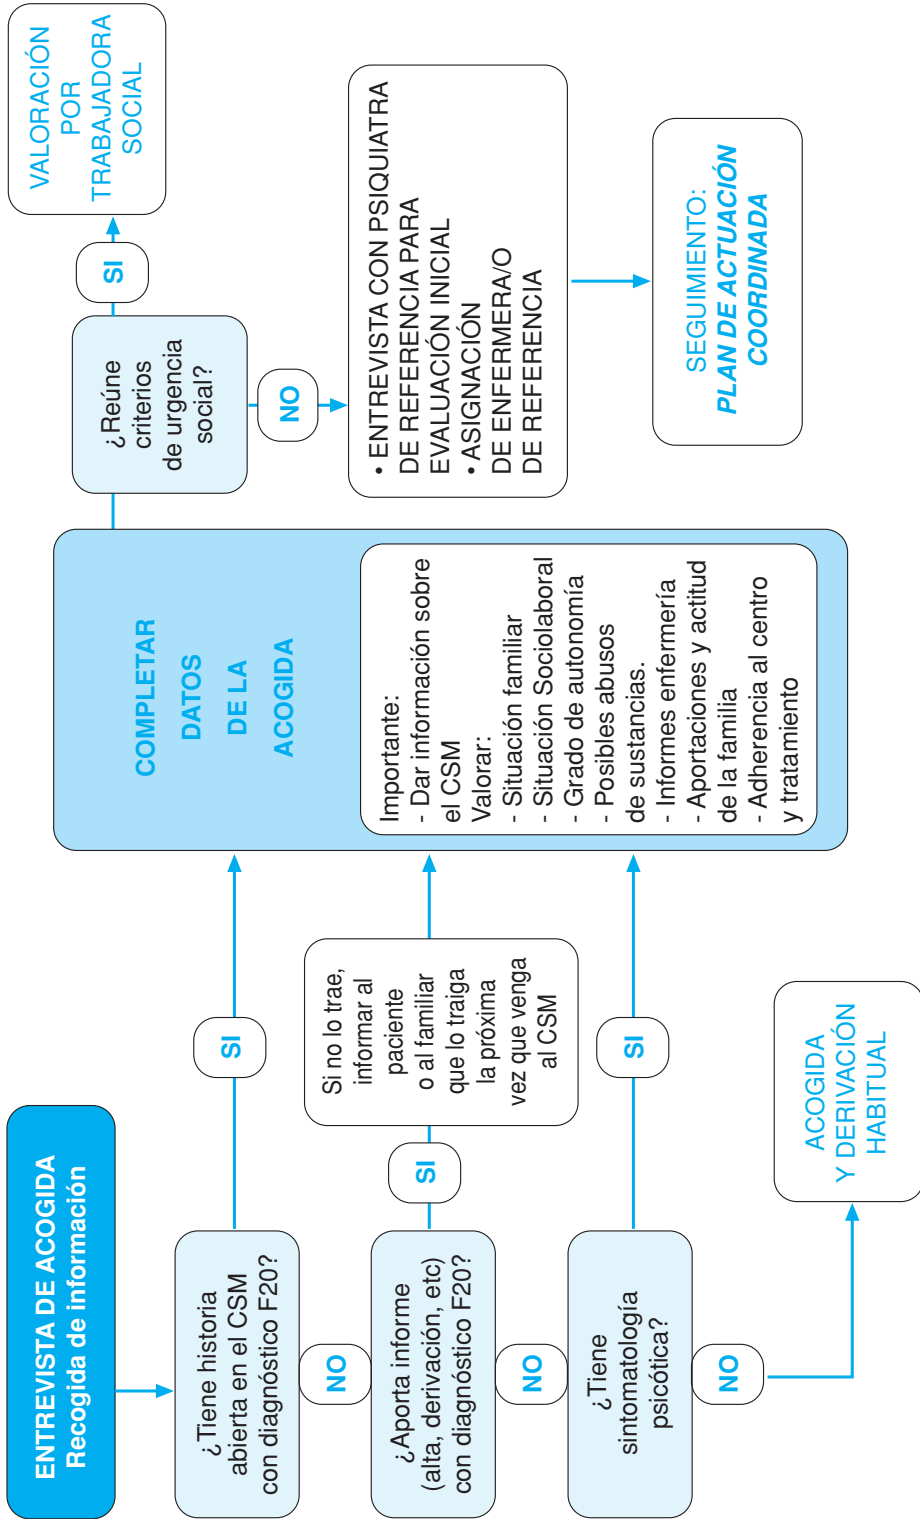 ENTREVISTA DE ACOGIDA
Recogida de información
¿Tiene historia
abierta en el CSM
con diagnóstico F20?
SI
NO
¿Aporta informe
(alta, derivación, etc)
con diagnóstico F20?
SI
Si no lo trae,
informar al
paciente
o al familiar
que lo traiga
la próxima
vez que venga
al CSM
NO
¿Tiene
sintomatología
psicótica?
SI
NO
ACOGIDA
Y DERIVACIÓN
HABITUAL
COMPLETAR
DATOS
DE LA
ACOGIDA
Importante:
- Dar información sobre
el CSM
Valorar:
- Situación familiar
- Situación Sociolaboral
- Grado de autonomía
- Posibles abusos
de sustancias.
- Informes enfermería
- Aportaciones y actitud
de la familia
- Adherencia al centro
y tratamiento
¿Reúne
criterios
de urgencia
social?
SI
VALORACIÓN
POR
TRABAJADORA
SOCIAL
NO
• ENTREVISTA CON PSIQUIATRA
DE REFERENCIA PARA
EVALUACIÓN INICIAL
• ASIGNACIÓN
DE ENFERMERA/O
DE REFERENCIA
SEGUIMIENTO:
PLAN DE ACTUACIÓN
COORDINADA